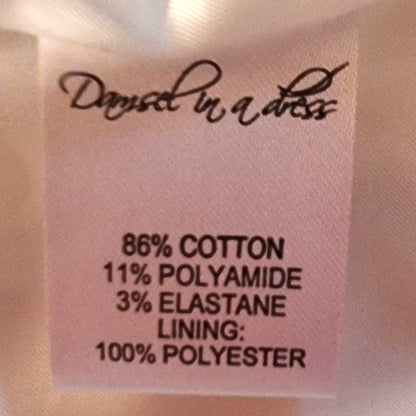 Damsel in a dress
86% COTTON
11% POLYAMIDE
3% ELASTANE
LINING:
100% POLYESTER